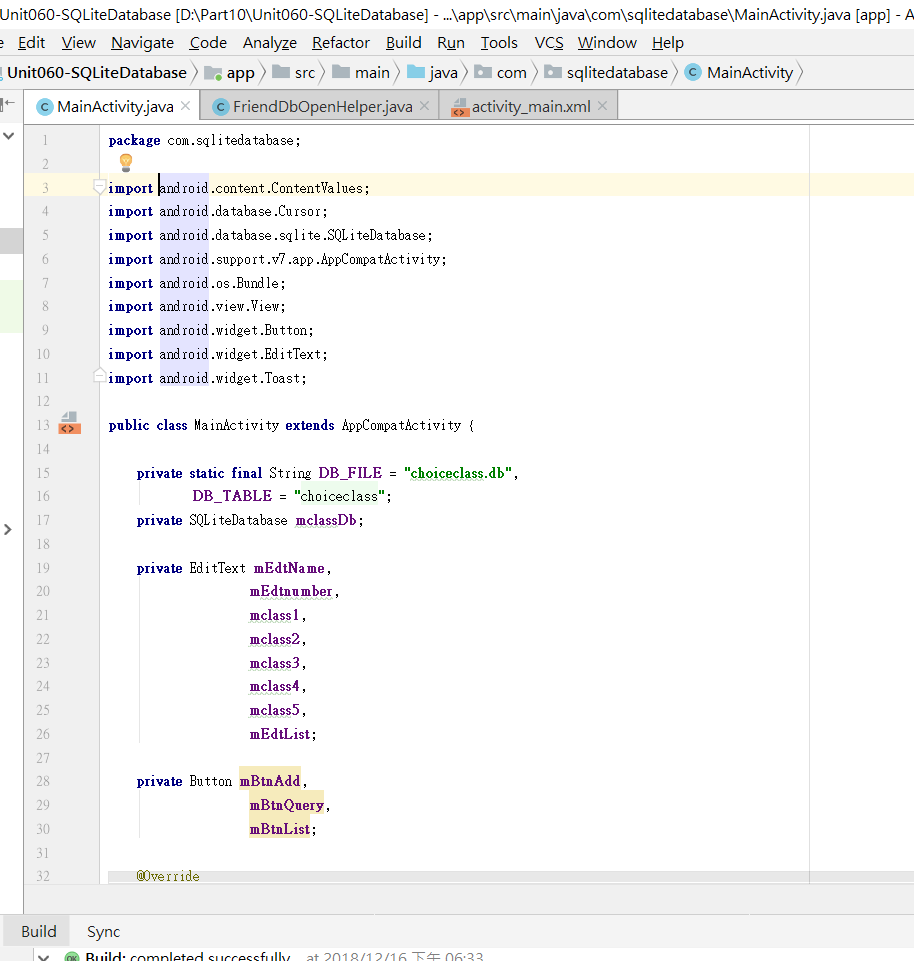 Unit060-SQLiteDatabase [D:\Part10\Unit060-SQLiteDatabase] - ...\app\src\main\java\com\sqlitedatabase\MainActivity.java [app] - A
e Edit View Navigate Code Analyze Refactor Build Run Tools VCS Window Help
Unit060-SQLiteDatabase app src main java com sqlitedatabase MainActivity
MainActivity.java FriendDbOpenHelper.java activity_main.xml
1 package com.sqlitedatabase;
2
3 import android.content.ContentValues;
4 import android.database.Cursor;
5 import android.database.sqlite.SQLiteDatabase;
6 import android.support.v7.app.AppCompatActivity;
7 import android.os.Bundle;
8 import android.view.View;
9 import android.widget.Button;
10 import android.widget.EditText;
11 import android.widget.Toast;
12
13 public class MainActivity extends AppCompatActivity {
14
15 private static final String DB_FILE = "choiceclass.db",
16 DB_TABLE = "choiceclass";
17 private SQLiteDatabase mclassDb;
18
19 private EditText mEdtName,
20 mEdtnumber,
21 mclass1,
22 mclass2,
23 mclass3,
24 mclass4,
25 mclass5,
26 mEdtList;
27
28 private Button mBtnAdd,
29 mBtnQuery,
30 mBtnList;
31
32 @Override
Build Sync
OK Build: completed successfully at 2018/12/16 下午 06:33